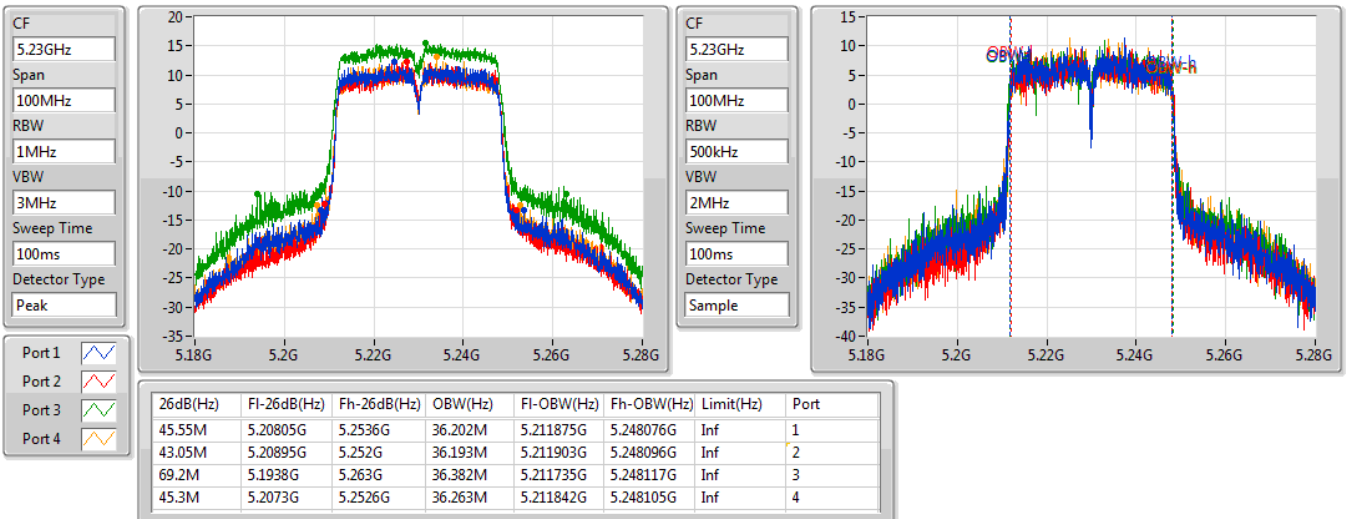 CF
5.23GHz
Span
100MHz
RBW
1MHz
VBW
3MHz
Sweep Time
100ms
Detector Type
Peak
20
15
10
5
0
-5
-10
-15
-20
-25
-30
-35
5.18G 5.2G 5.22G 5.24G 5.26G 5.28G
CF
5.23GHz
Span
100MHz
RBW
500kHz
VBW
2MHz
Sweep Time
100ms
Detector Type
Sample
15
10
5
0
-5
-10
-15
-20
-25
-30
-35
-40
OBW-h
5.18G 5.2G 5.22G 5.24G 5.26G 5.28G
Port 1
Port 2
Port 3
Port 4
26dB(Hz) Fl-26dB(Hz) Fh-26dB(Hz) OBW(Hz) Fl-OBW(Hz) Fh-OBW(Hz) Limit(Hz) Port
45.55M 5.20805G 5.2536G 36.202M 5.211875G 5.248076G Inf 1
43.05M 5.20895G 5.252G 36.193M 5.211903G 5.248096G Inf 2
69.2M 5.1938G 5.263G 36.382M 5.211735G 5.248117G Inf 3
45.3M 5.2073G 5.2526G 36.263M 5.211842G 5.248105G Inf 4